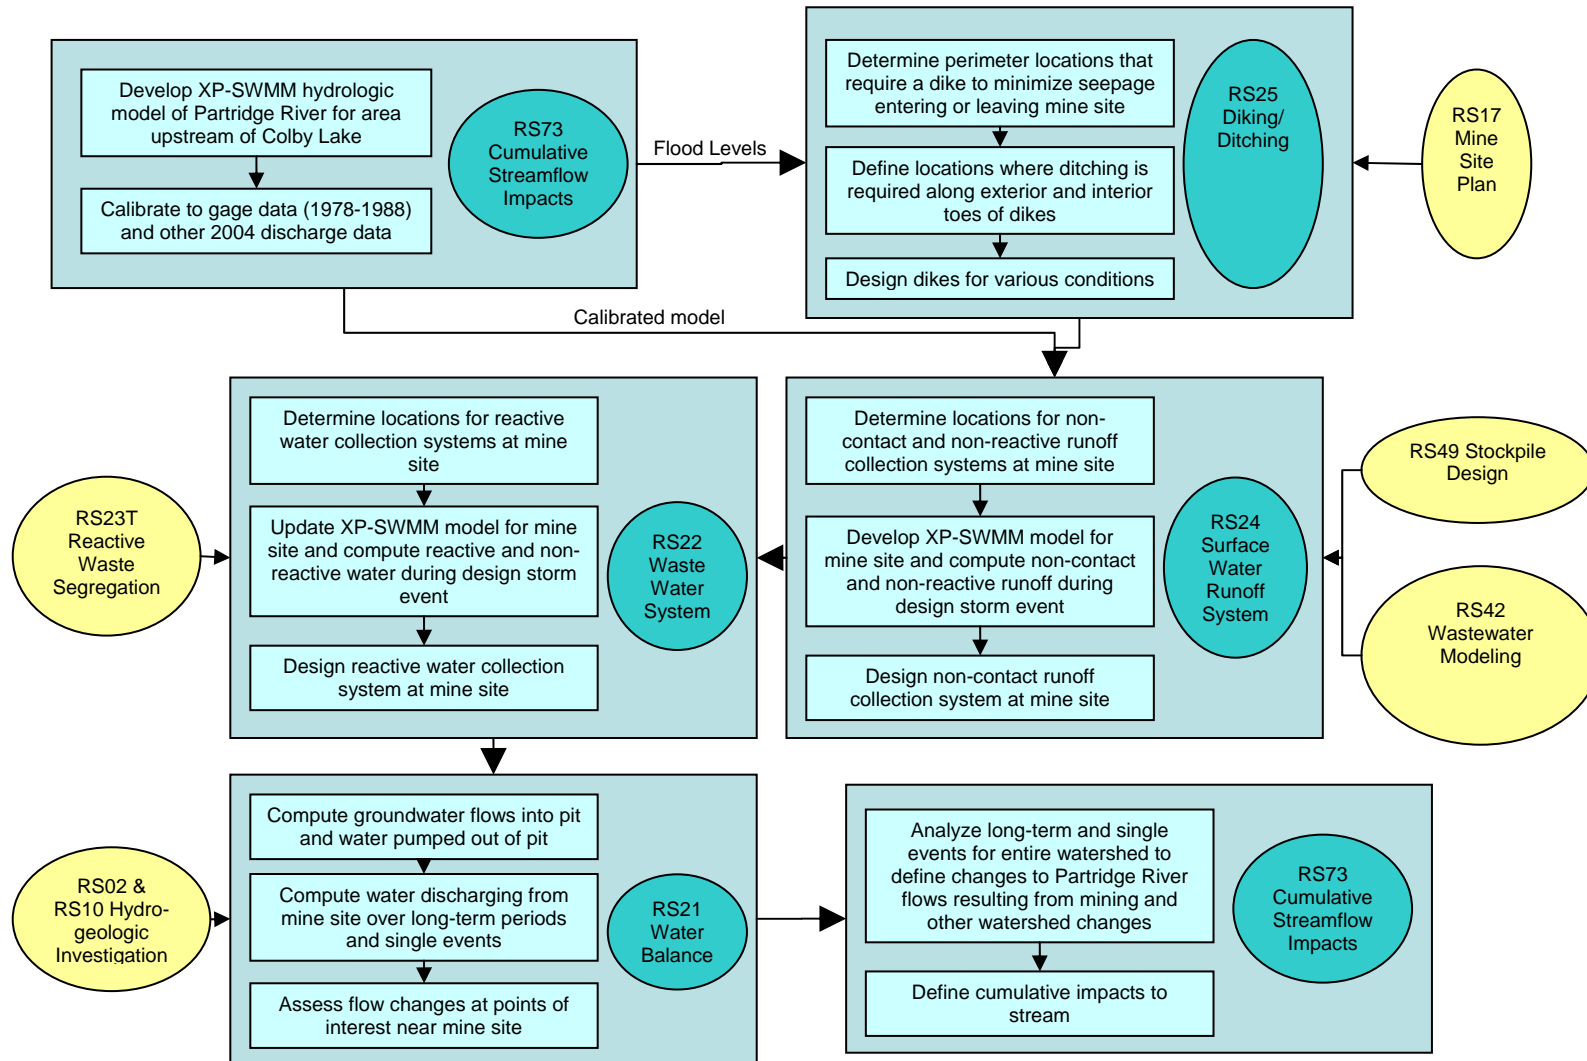 Develop XP-SWMM hydrologic
model of Partridge River for area
upstream of Colby Lake
Calibrate to gage data (1978-1988)
and other 2004 discharge data
RS73
Cumulative
Streamflow
Impacts
Flood Levels
Determine perimeter locations that
require a dike to minimize seepage
entering or leaving mine site
Define locations where ditching is
required along exterior and interior
toes of dikes
Design dikes for various conditions
RS25
Diking/
Ditching
RS17
Mine
Site
Plan
Calibrated model
RS23T
Reactive
Waste
Segregation
Determine locations for reactive
water collection systems at mine
site
Update XP-SWMM model for mine
site and compute reactive and non-
reactive water during design storm
event
Design reactive water collection
system at mine site
RS22
Waste
Water
System
Determine locations for non-
contact and non-reactive runoff
collection systems at mine site
Develop XP-SWMM model for
mine site and compute non-contact
and non-reactive runoff during
design storm event
Design non-contact runoff
collection system at mine site
RS24
Surface
Water
Runoff
System
RS49 Stockpile
Design
RS42
Wastewater
Modeling
RS02 &
RS10 Hydro-
geologic
Investigation
Compute groundwater flows into pit
and water pumped out of pit
Compute water discharging from
mine site over long-term periods
and single events
Assess flow changes at points of
interest near mine site
RS21
Water
Balance
Analyze long-term and single
events for entire watershed to
define changes to Partridge River
flows resulting from mining and
other watershed changes
Define cumulative impacts to
stream
RS73
Cumulative
Streamflow
Impacts